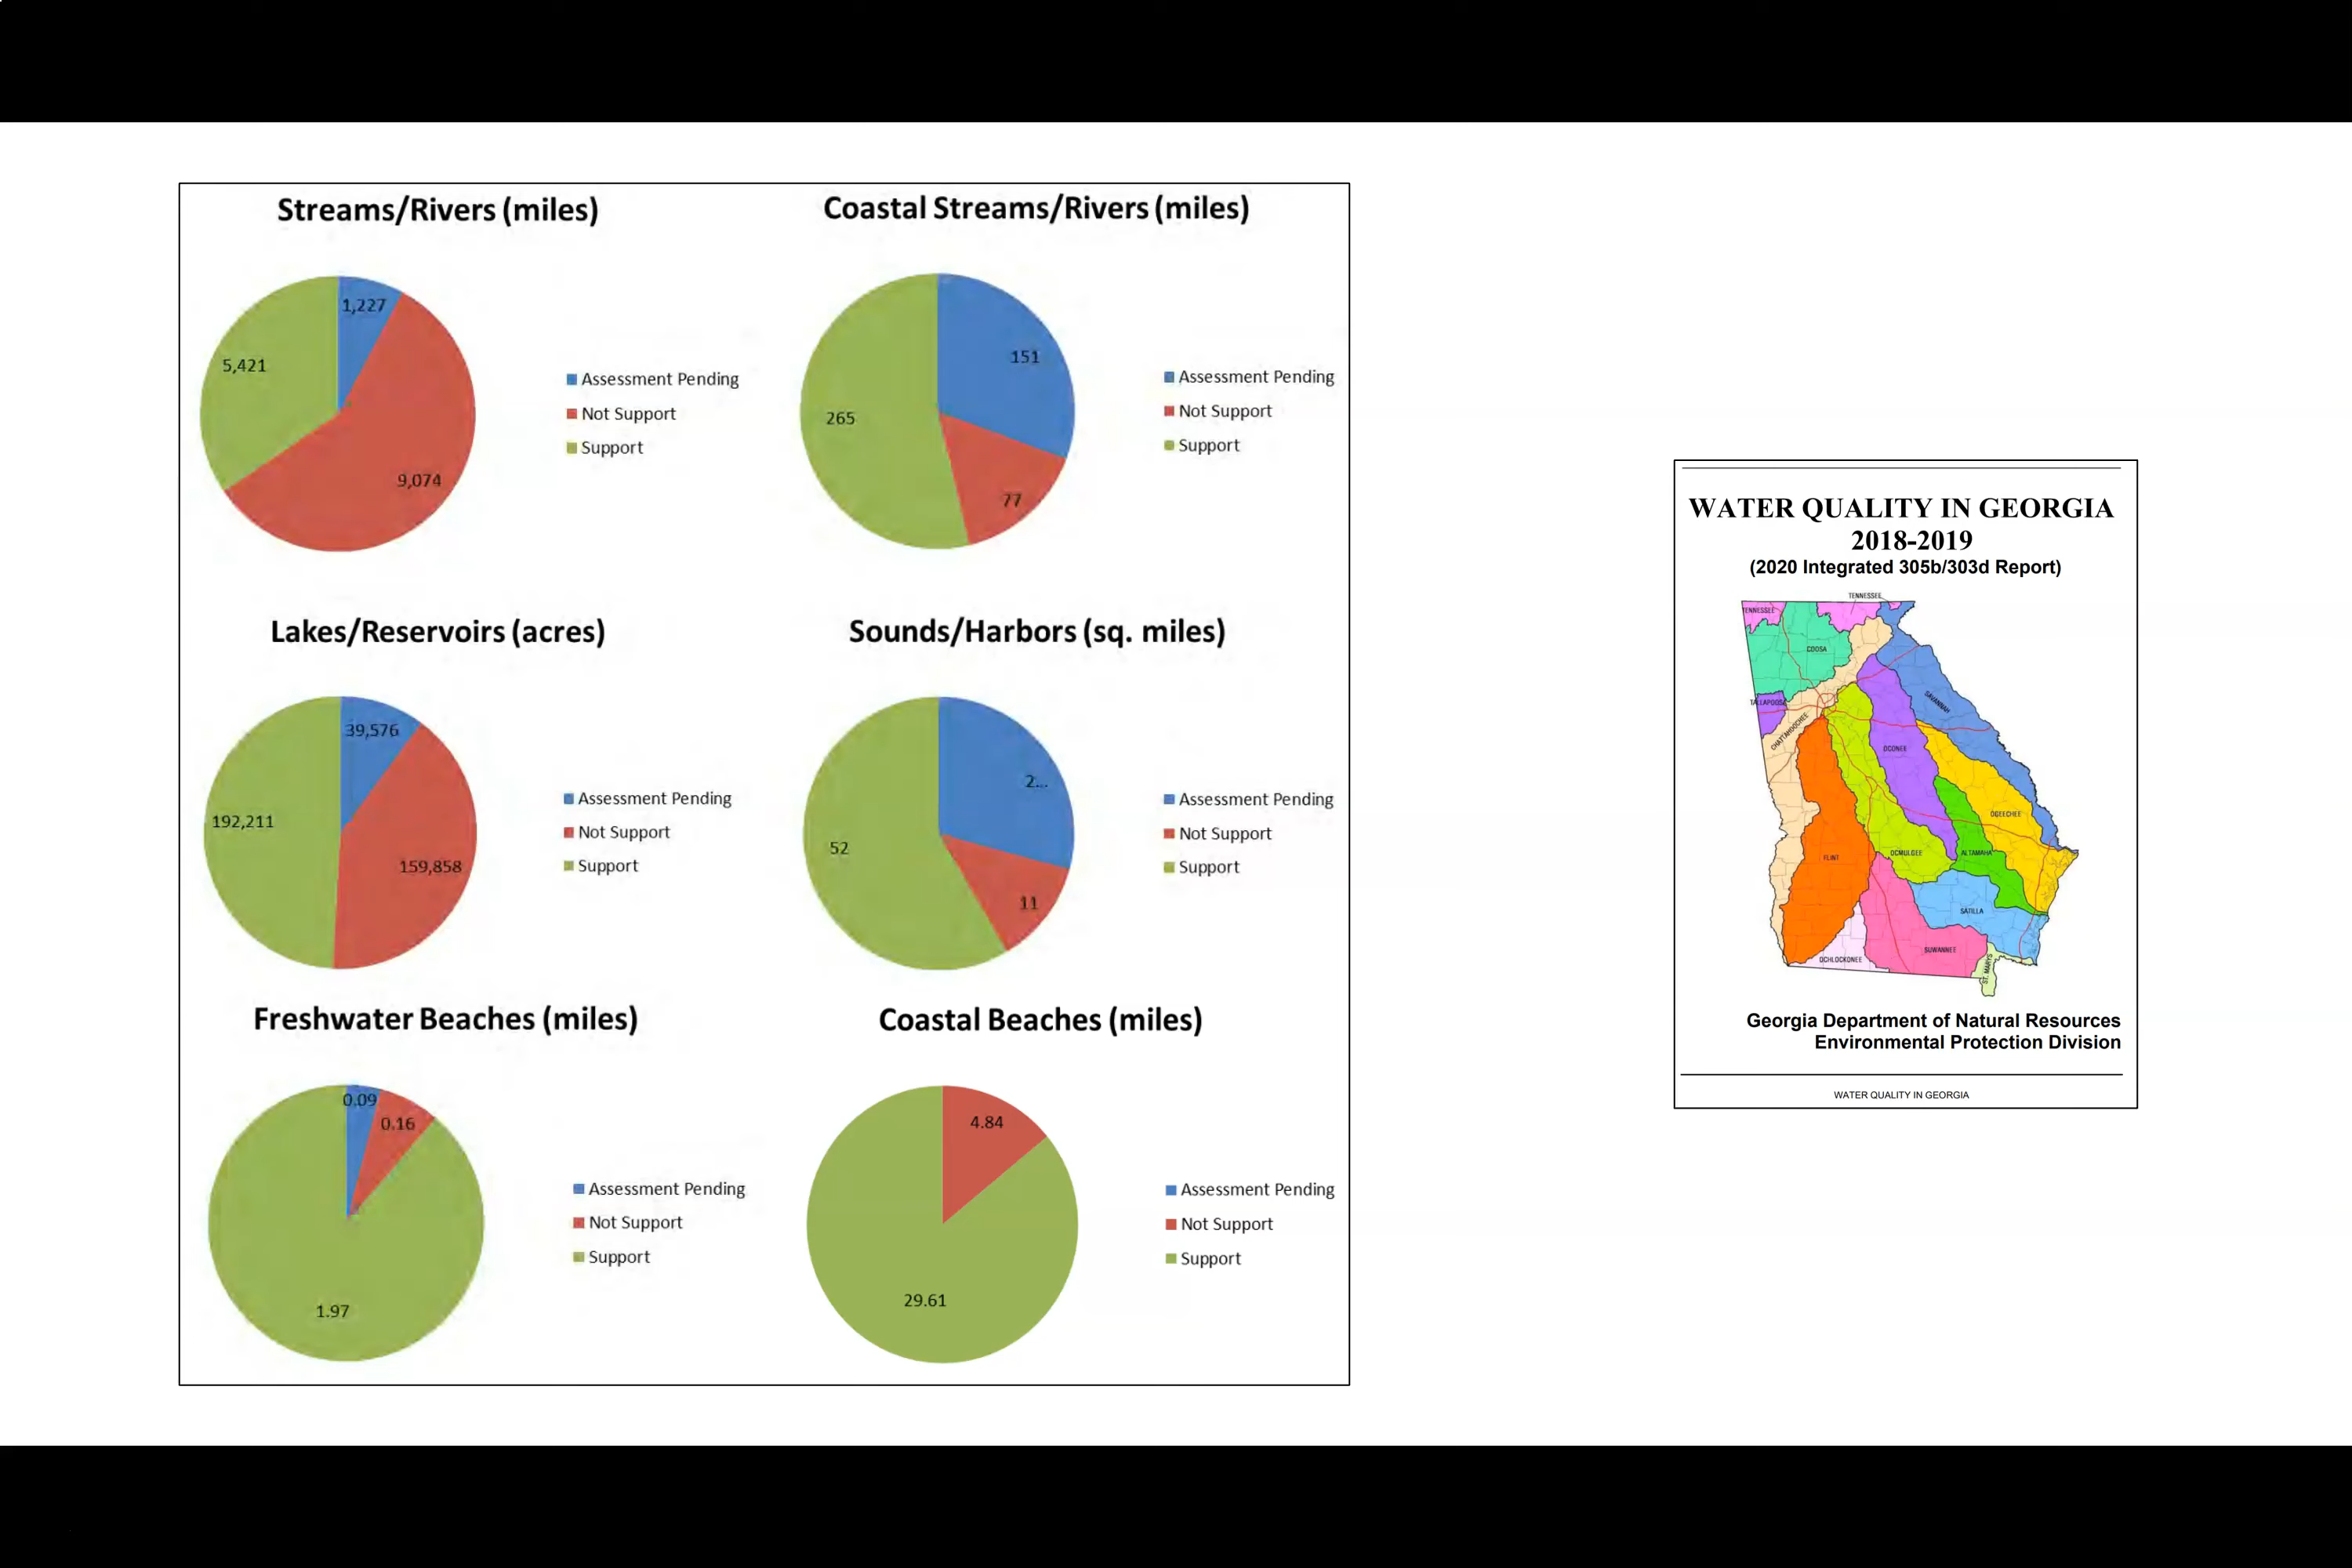 Streams/Rivers (miles)
1,227
5,421
9,074
Assessment Pending
Not Support
Support
Coastal Streams/Rivers (miles)
151
265
77
Assessment Pending
Not Support
Support
Lakes/Reservoirs (acres)
39,576
192,211
159,858
Assessment Pending
Not Support
Support
Sounds/Harbors (sq. miles)
2...
52
11
Assessment Pending
Not Support
Support
Freshwater Beaches (miles)
0.09
0.16
1.97
Assessment Pending
Not Support
Support
Coastal Beaches (miles)
4.84
29.61
Assessment Pending
Not Support
Support
WATER QUALITY IN GEORGIA
2018-2019
(2020 Integrated 305b/303d Report)
TENNESSEE
TENNESSEE
COOSA
TALLAPOOSA
CHATTAHOOCHEE
SAVANNAH
OCONEE
OGEECHEE
FLINT
OCMULGEE
ALTAMAHA
SATILLA
SUWANNEE
OCHLOCKONEE
ST. MARYS
Georgia Department of Natural Resources
Environmental Protection Division
WATER QUALITY IN GEORGIA